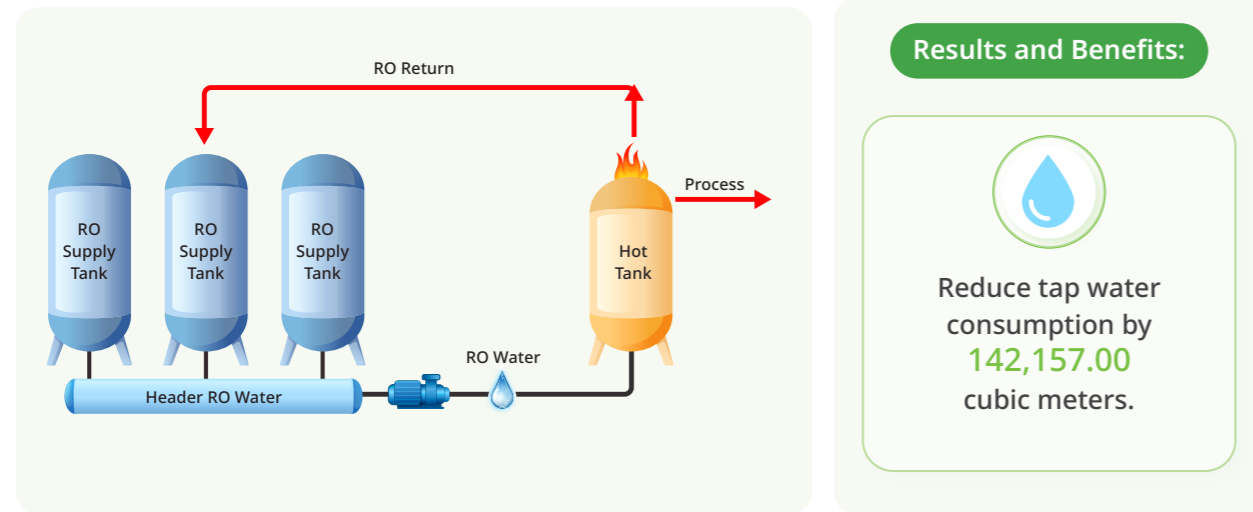 RO Return
Process
RO
Supply
Tank
RO
Supply
Tank
RO
Supply
Tank
Hot
Tank
RO Water
Header RO Water
Results and Benefits:
Reduce tap water
consumption by
142,157.00
cubic meters.